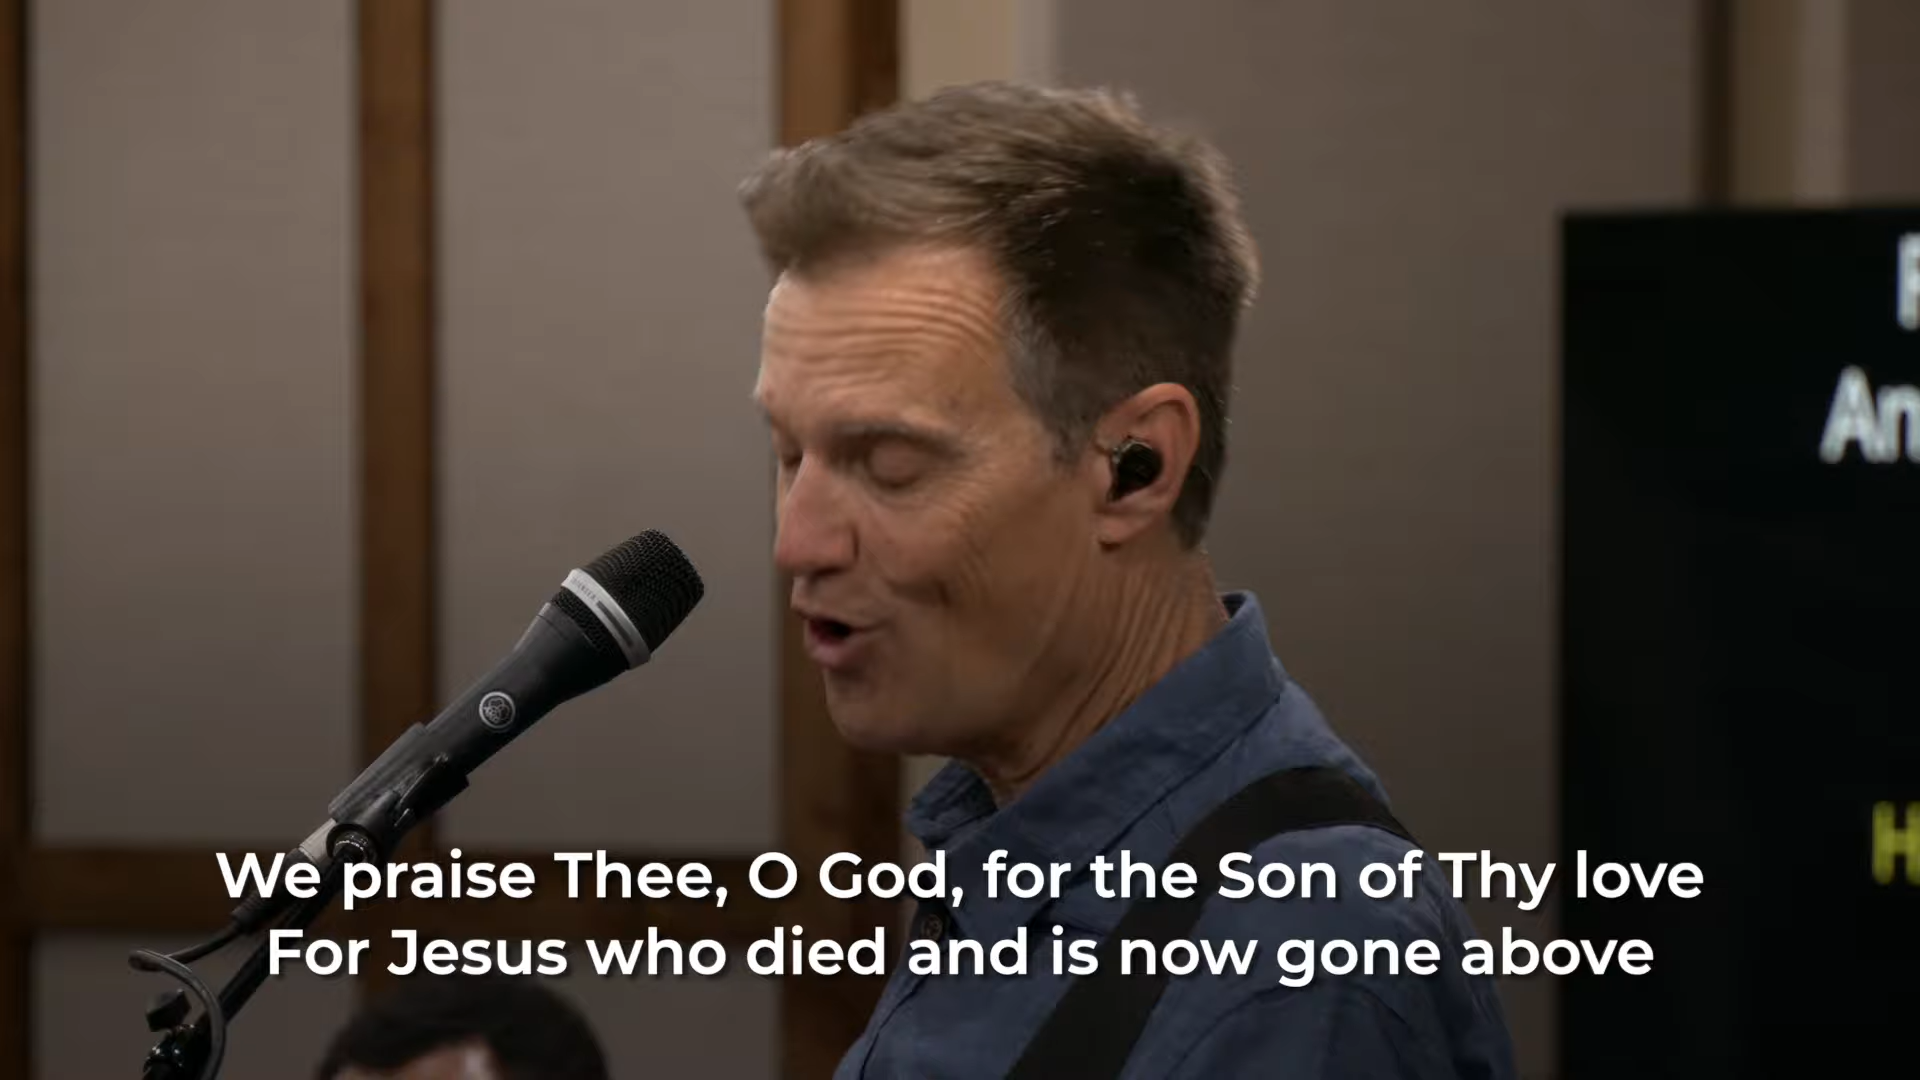 An
We praise Thee, O God, for the Son of Thy love
For Jesus who died and is now gone above